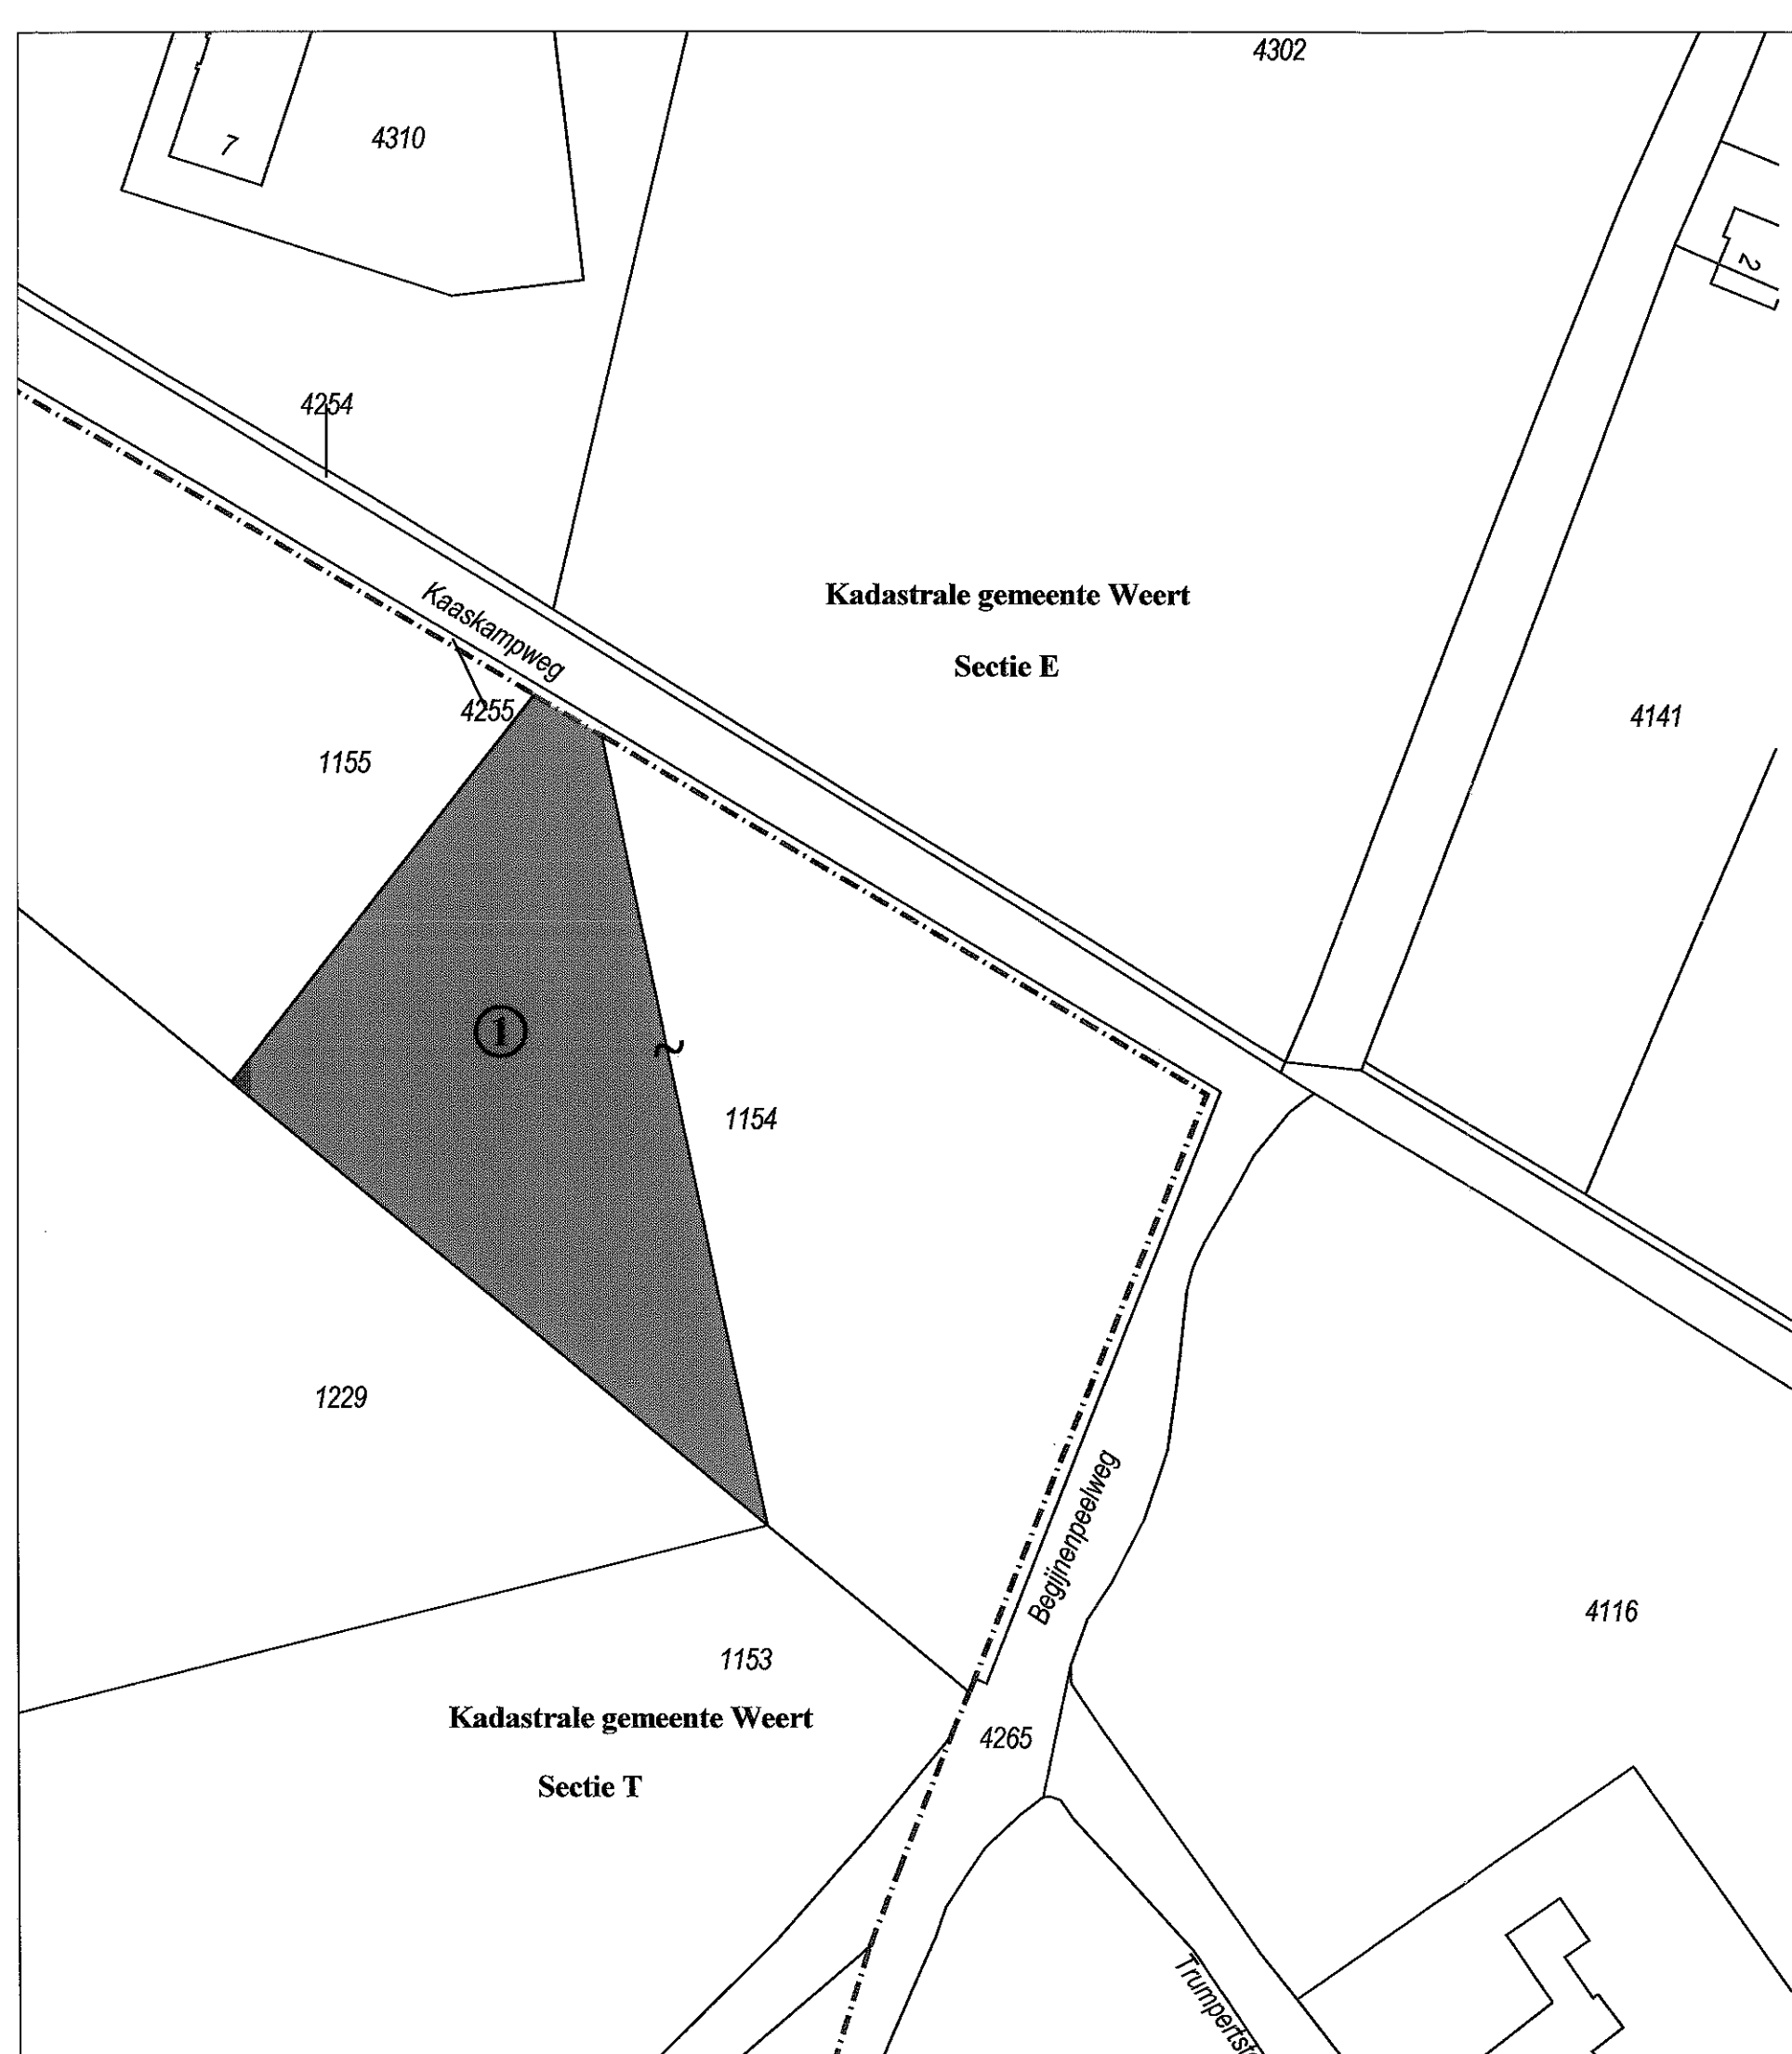 4302
7
4310
2
4254
Kadastrale gemeente Weert
Kaaskampweg
Sectie E
4255
4141
1155
1
1154
1229
Begijnenpeelweg
4116
1153
Kadastrale gemeente Weert
4265
Sectie T